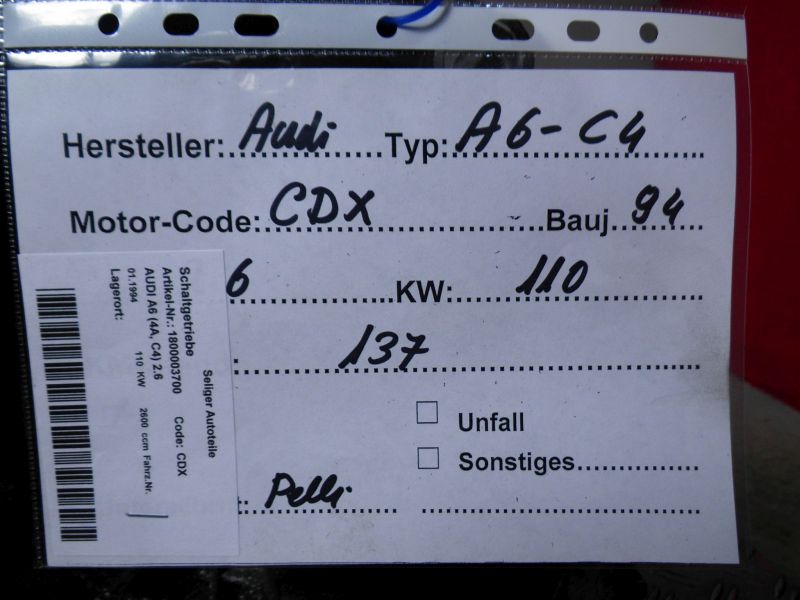 Hersteller: Audi Typ: A6-C4
Motor-Code: CDX Bauj 94
6 KW: 110
137
Unfall
Sonstiges
Seliger Autoteile
Schaltgetriebe
Artikel-Nr.: 1800003700 Code: CDX
AUDI A6 (4A, C4) 2.6
01.1994 110 KW 2600 ccm Fahrz.Nr.
Lagerort: